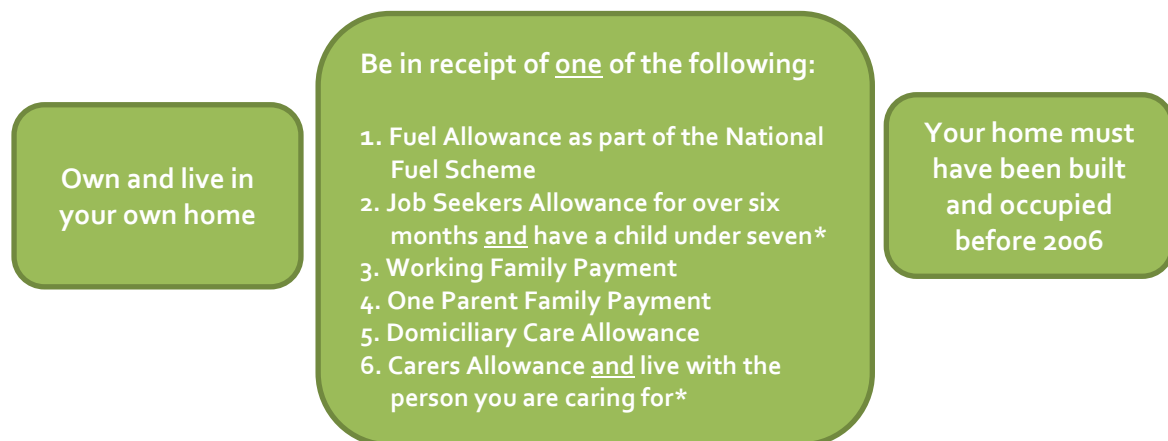 Own and live in
your own home
Be in receipt of one of the following:
1. Fuel Allowance as part of the National
Fuel Scheme
2. Job Seekers Allowance for over six
months and have a child under seven*
3. Working Family Payment
4. One Parent Family Payment
5. Domiciliary Care Allowance
6. Carers Allowance and live with the
person you are caring for*
Your home must
have been built
and occupied
before 2006